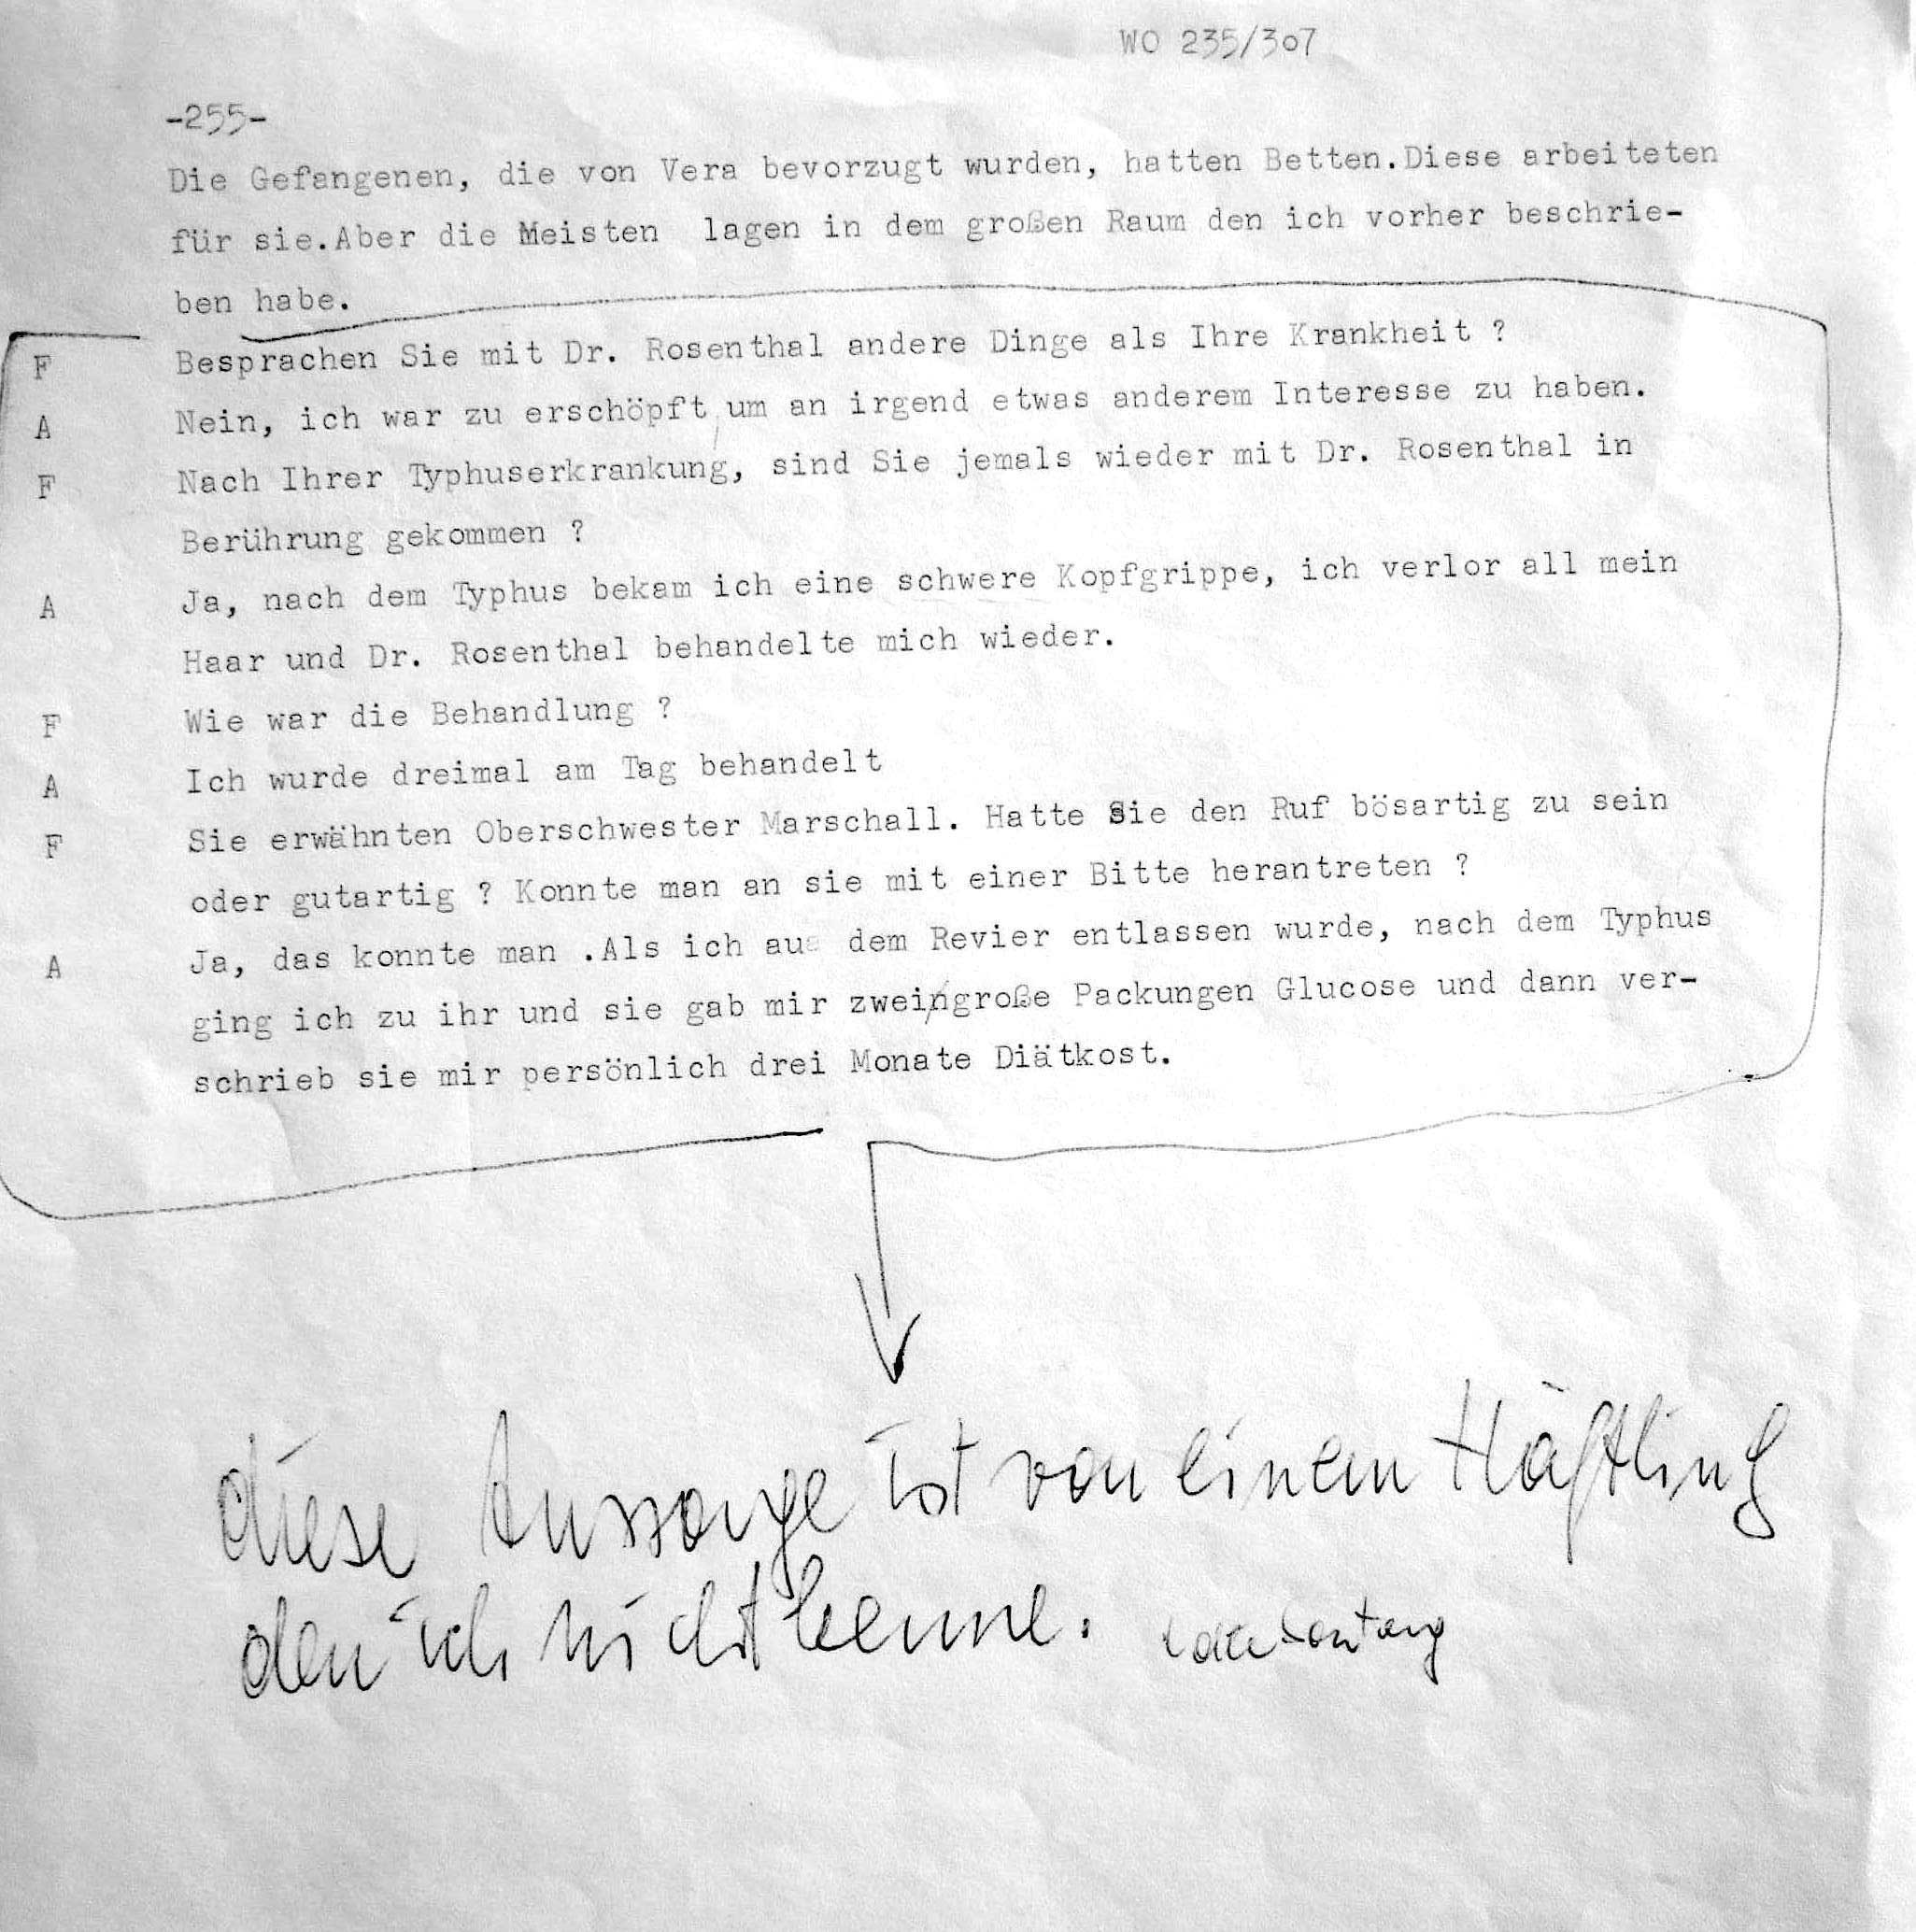 WO 235/307
-255-
Die Gefangenen, die von Vera bevorzugt wurden, hatten Betten.Diese arbeiteten
für sie.Aber die Meisten lagen in dem großen Raum den ich vorher beschrie-
ben habe.
F Besprachen Sie mit Dr. Rosenthal andere Dinge als Ihre Krankheit ?
A Nein, ich war zu erschöpft, um an irgend etwas anderem Interesse zu haben.
F Nach Ihrer Typhuserkrankung, sind Sie jemals wieder mit Dr. Rosenthal in
Berührung gekommen ?
A Ja, nach dem Typhus bekam ich eine schwere Kopfgrippe, ich verlor all mein
Haar und Dr. Rosenthal behandelte mich wieder.
F Wie war die Behandlung ?
A Ich wurde dreimal am Tag behandelt
F Sie erwähnten Oberschwester Marschall. Hatte Sie den Ruf bösartig zu sein
oder gutartig ? Konnte man an sie mit einer Bitte herantreten ?
A Ja, das konnte man .Als ich aus dem Revier entlassen wurde, nach dem Typhus
ging ich zu ihr und sie gab mir zwei große Packungen Glucose und dann ver-
schrieb sie mir persönlich drei Monate Diätkost.
diese Aussage ist von einem Häftling
den ich nicht kenne.